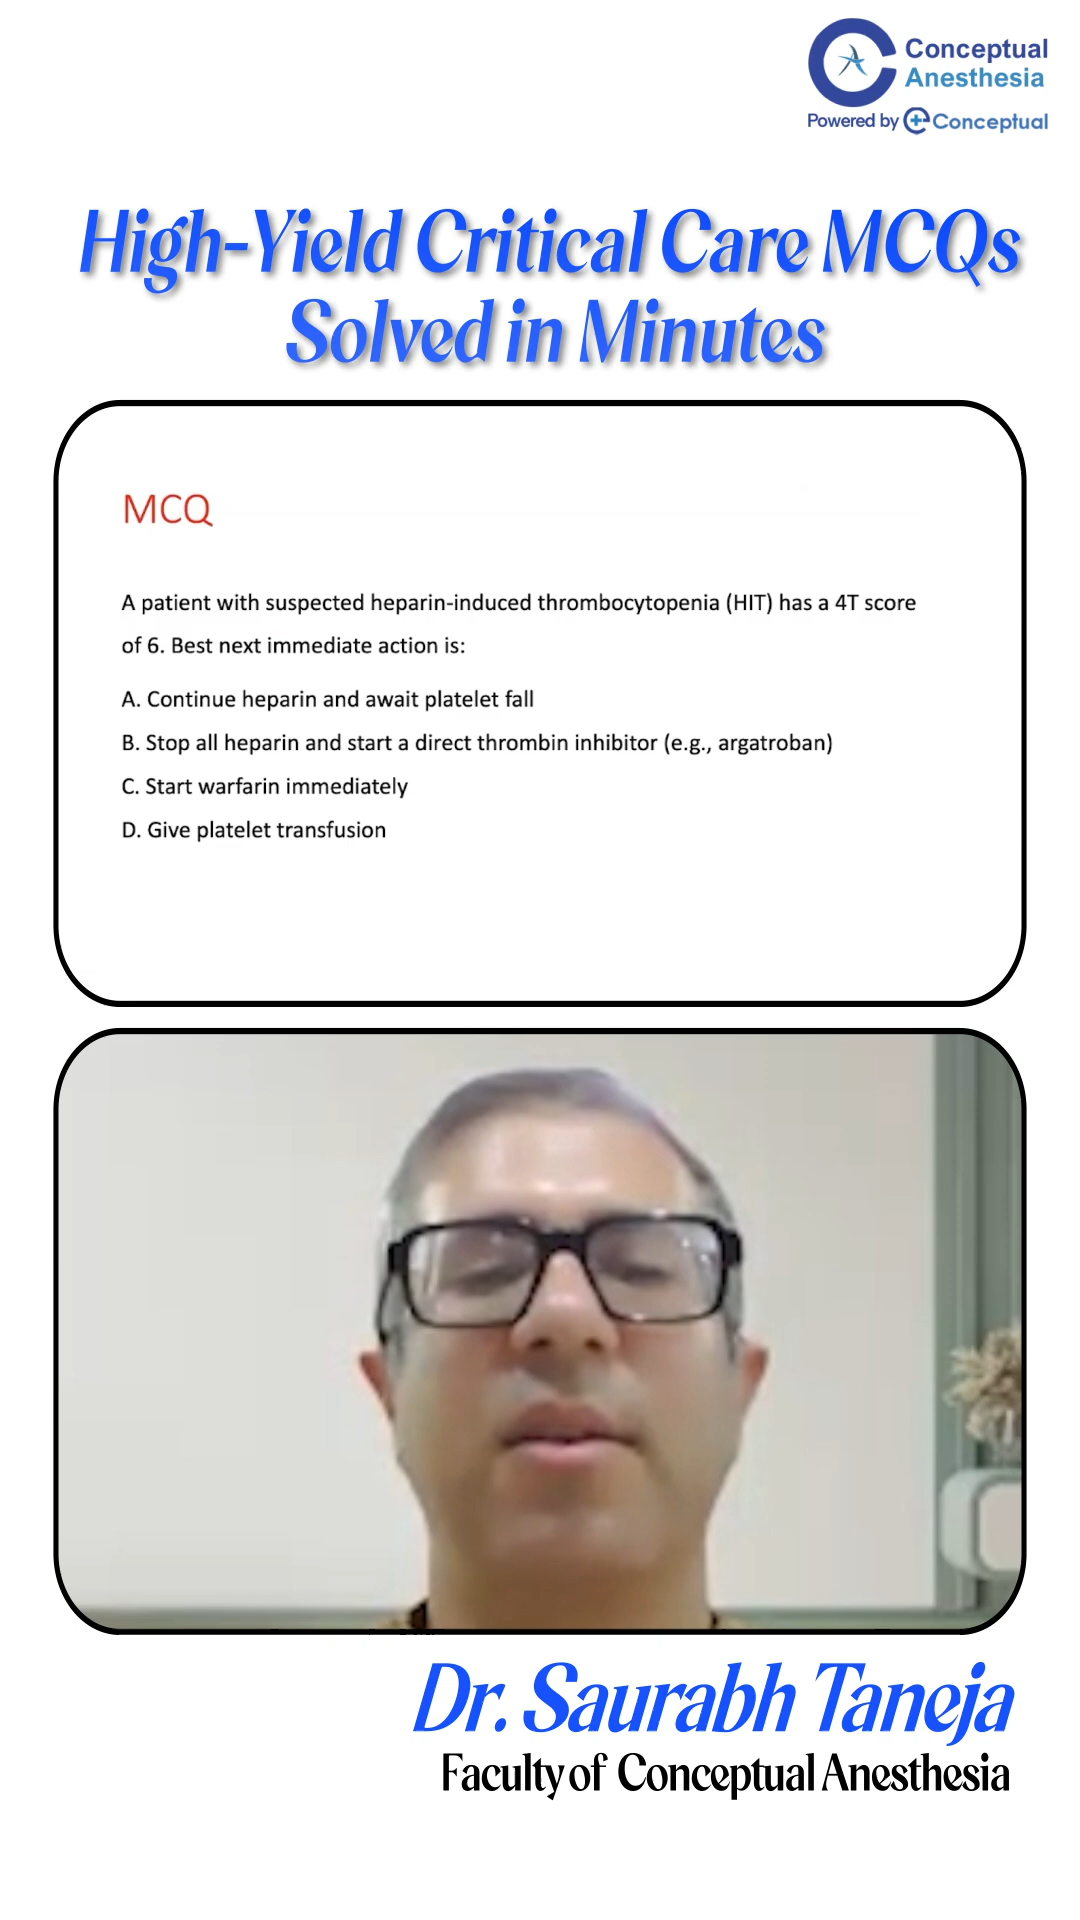 Conceptual
Anesthesia
Powered by Conceptual
High-Yield Critical Care MCQs
Solved in Minutes
MCQ
A patient with suspected heparin-induced thrombocytopenia (HIT) has a 4T score
of 6. Best next immediate action is:
A. Continue heparin and await platelet fall
B. Stop all heparin and start a direct thrombin inhibitor (e.g., argatroban)
C. Start warfarin immediately
D. Give platelet transfusion
Dr. Saurabh Taneja
Faculty of Conceptual Anesthesia